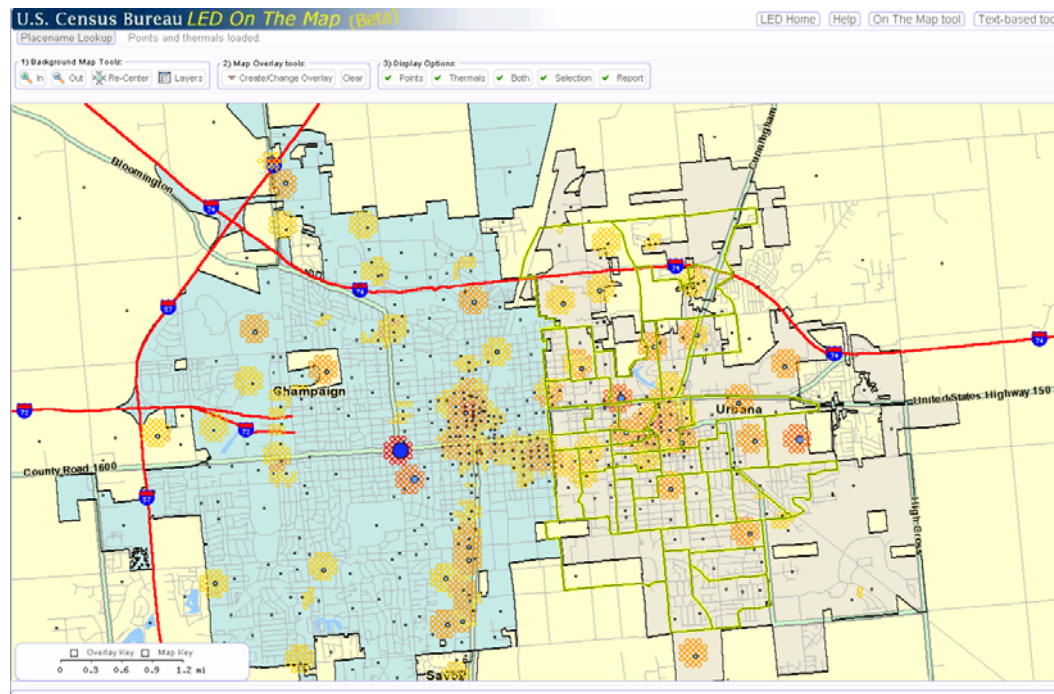 U.S. Census Bureau LED On The Map (Beta)
LED Home Help On The Map tool Text-based too
Placename Lookup Points and thermals loaded.
1) Background Map Tools: 2) Map Overlay tools: 3) Display Options:
In Out Re-Center Layers Create/Change Overlay Clear Points Thermals Both Selection Report
Cunningham
Bloomington
74
74
74
57
74
74
Champaign
Urbana
United States Highway 150
72
72
County Road 1600
57
High Cross
Overlay Key Map Key
0 0.3 0.6 0.9 1.2 mi
Savoy